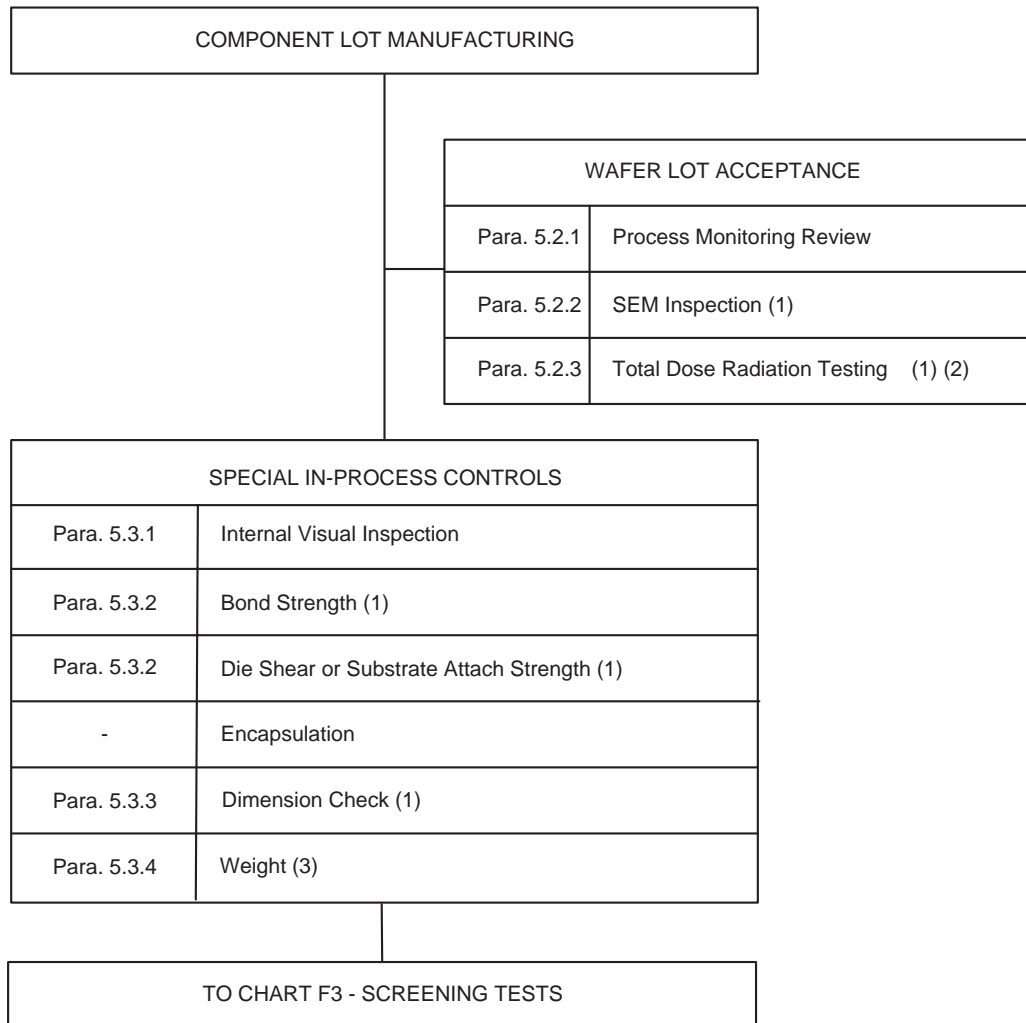 COMPONENT LOT MANUFACTURING
WAFER LOT ACCEPTANCE
Para. 5.2.1 Process Monitoring Review
Para. 5.2.2 SEM Inspection (1)
Para. 5.2.3 Total Dose Radiation Testing (1) (2)
SPECIAL IN-PROCESS CONTROLS
Para. 5.3.1 Internal Visual Inspection
Para. 5.3.2 Bond Strength (1)
Para. 5.3.2 Die Shear or Substrate Attach Strength (1)
- Encapsulation
Para. 5.3.3 Dimension Check (1)
Para. 5.3.4 Weight (3)
TO CHART F3 - SCREENING TESTS